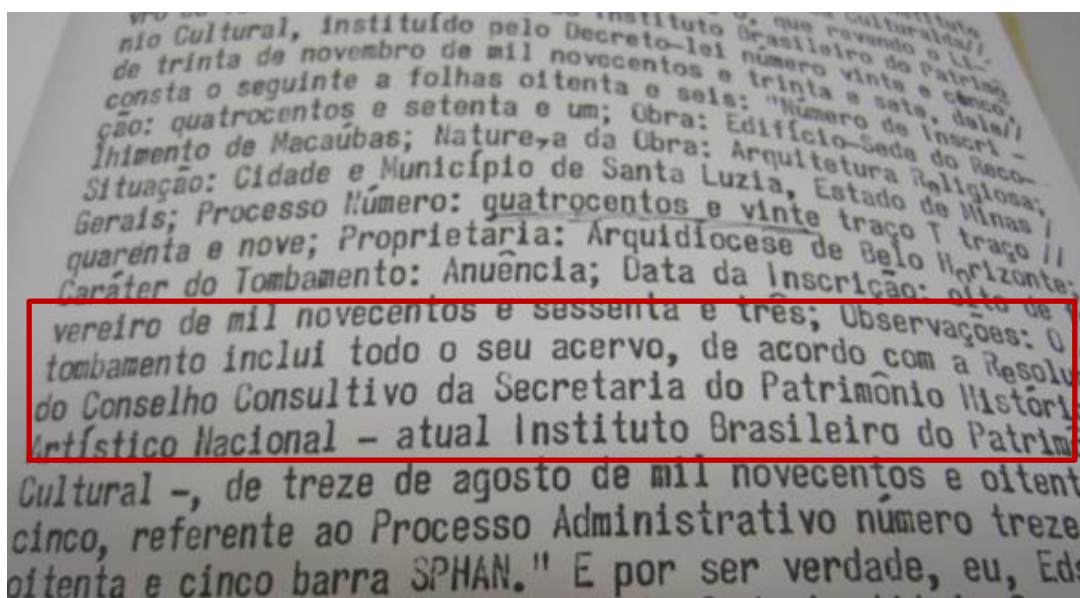 nio Cultural, instituído pelo Decreto-lei número vinte e cinco,
de trinta de novembro de mil novecentos e trinta e sete, dele//
consta o seguinte a folhas oitenta e seis: "Número de Inscri -
ção: quatrocentos e setenta e um; Obra: Edifício-Sede do Reco-
lhimento de Macaúbas; Nature,a da Obra: Arquitetura Religiosa;
Situação: Cidade e Município de Santa Luzia, Estado de Minas /
Gerais; Processo Número: quatrocentos e vinte traço T traço //
quarenta e nove; Proprietária: Arquidiocese de Belo Horizonte;
Caráter do Tombamento: Anuência; Data da Inscrição: oito de
vereiro de mil novecentos e sessenta e três; Observações: O
tombamento inclui todo o seu acervo, de acordo com a Resolu
do Conselho Consultivo da Secretaria do Patrimônio Históri
Artístico Nacional - atual Instituto Brasileiro do Patrim
Cultural -, de treze de agosto de mil novecentos e oitent
cinco, referente ao Processo Administrativo número treze
oitenta e cinco barra SPHAN." E por ser verdade, eu, Eds